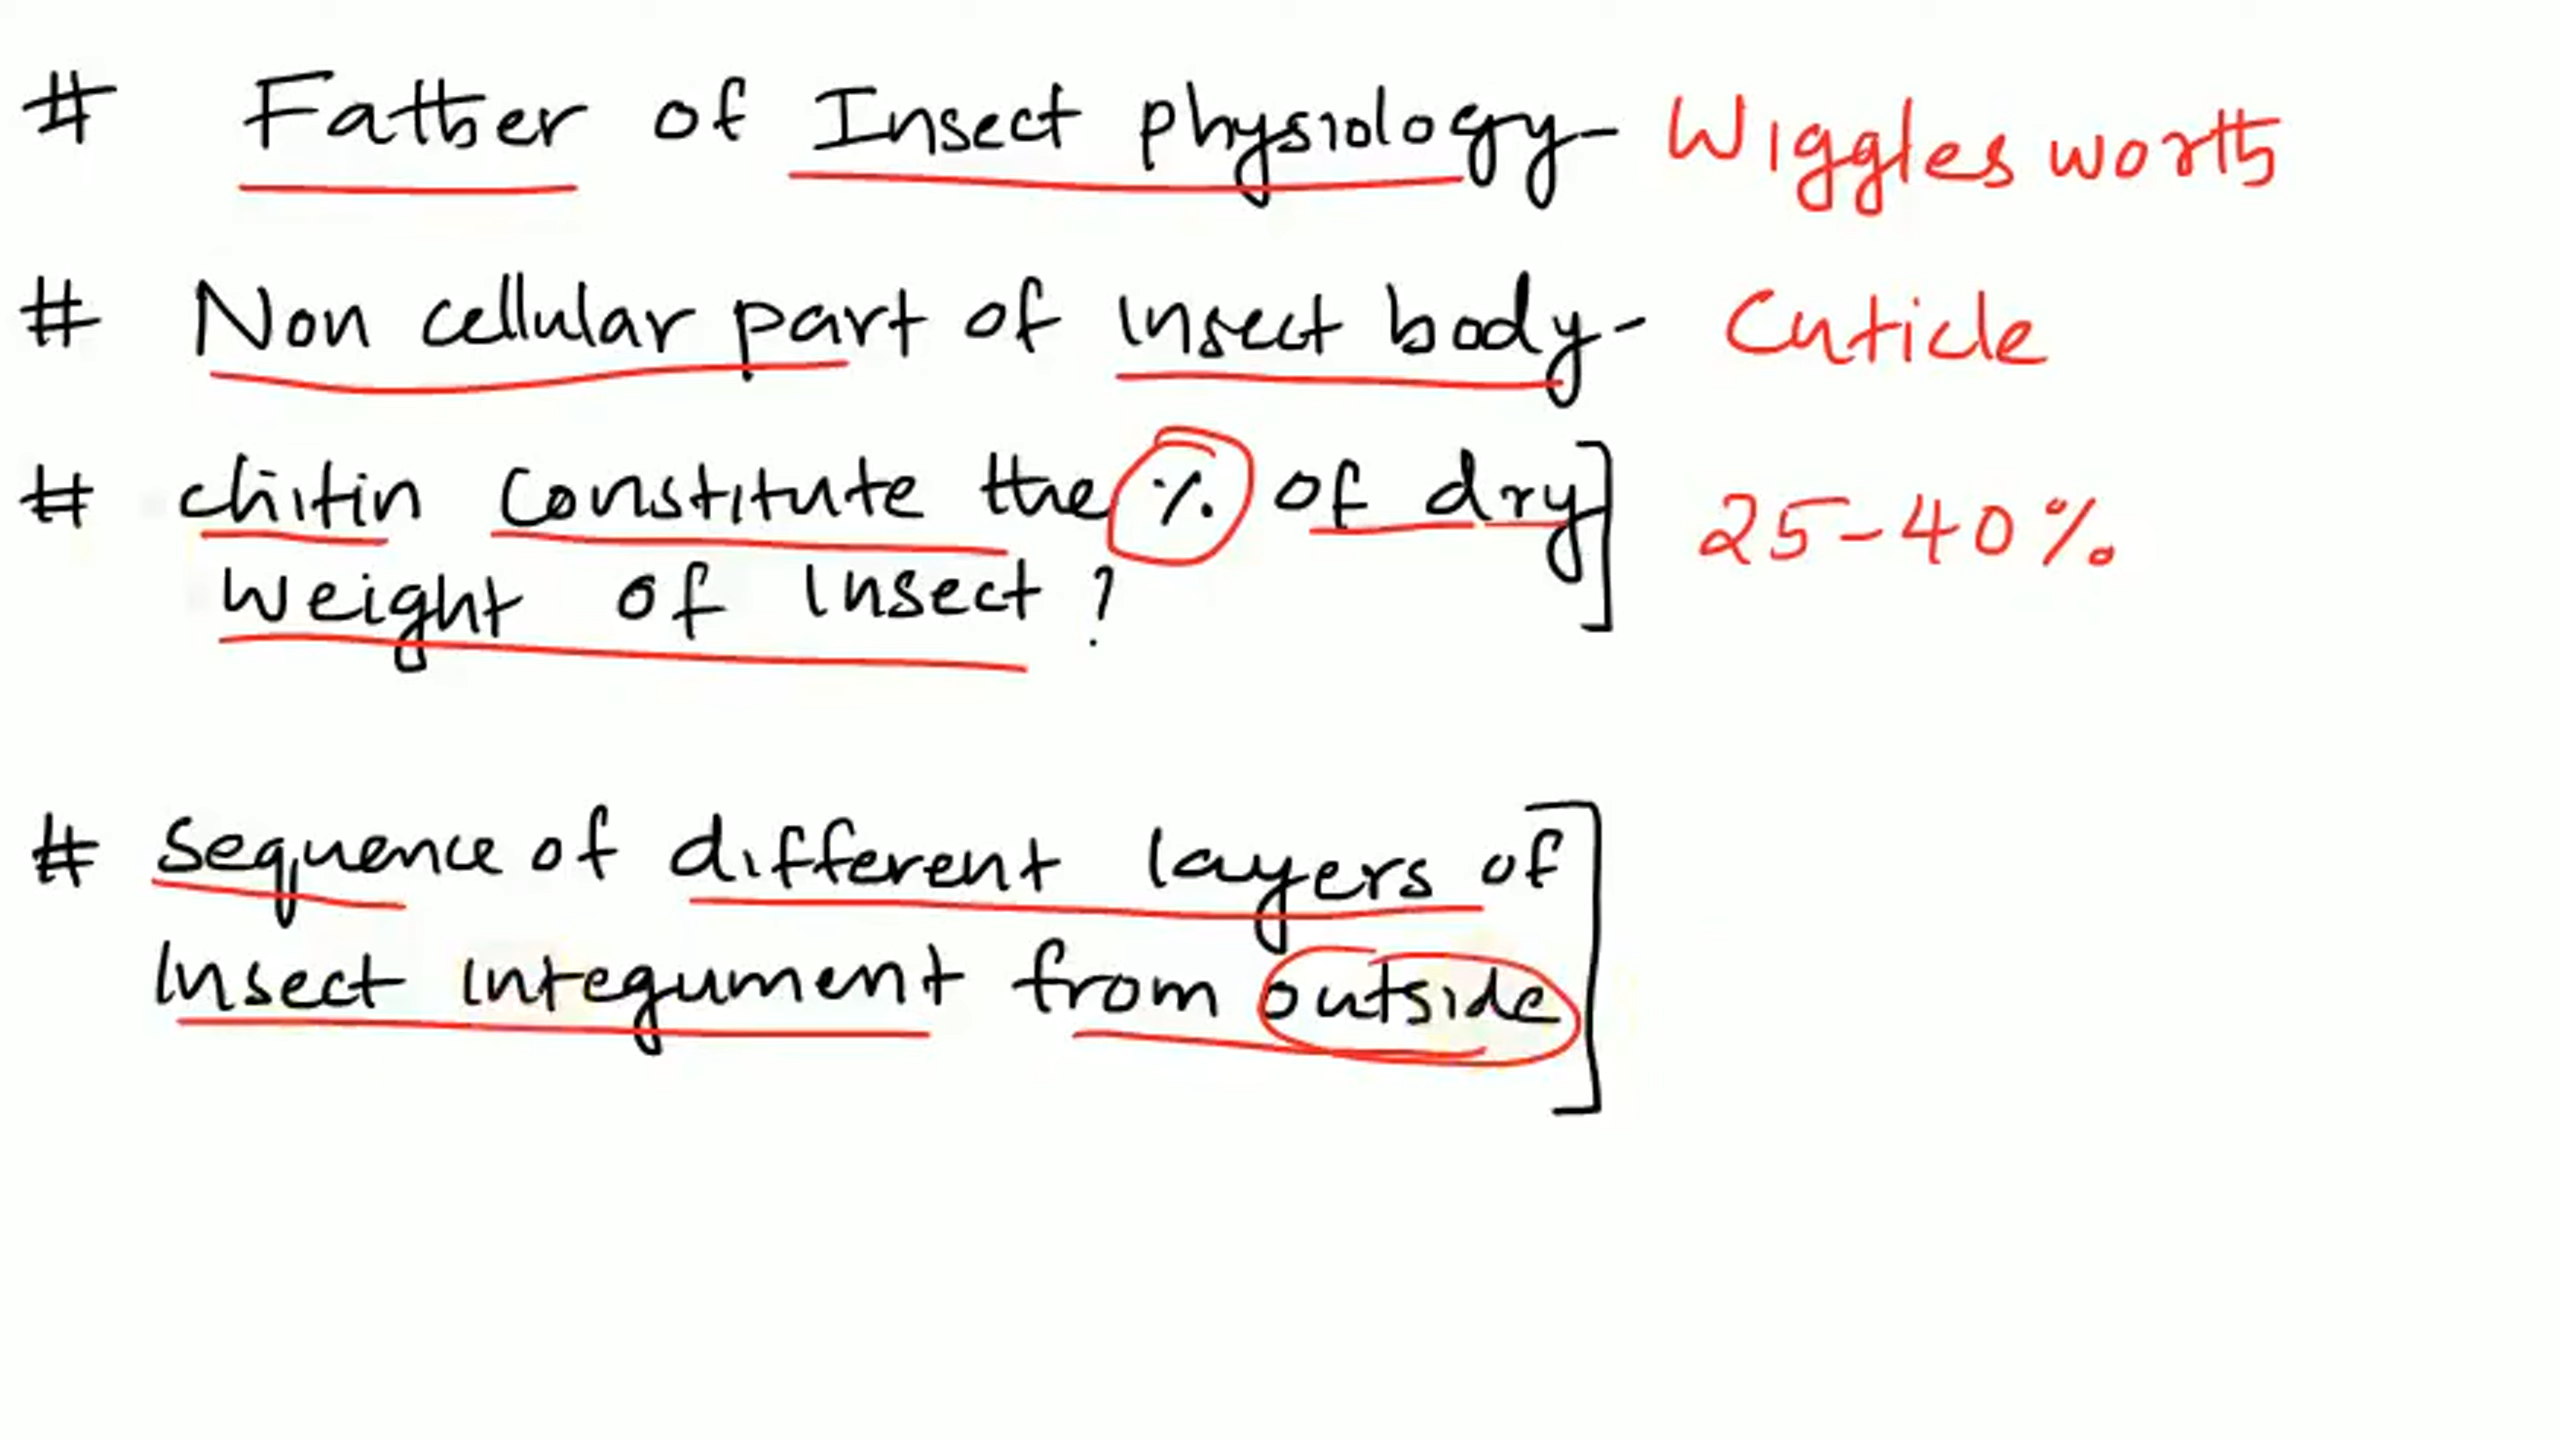 # Father of Insect physiology - Wigglesworth
# Non cellular part of insect body - Cuticle
# chitin constitute the % of dry] 25-40%
weight of insect?
# sequence of different layers of
Insect integument from outside]